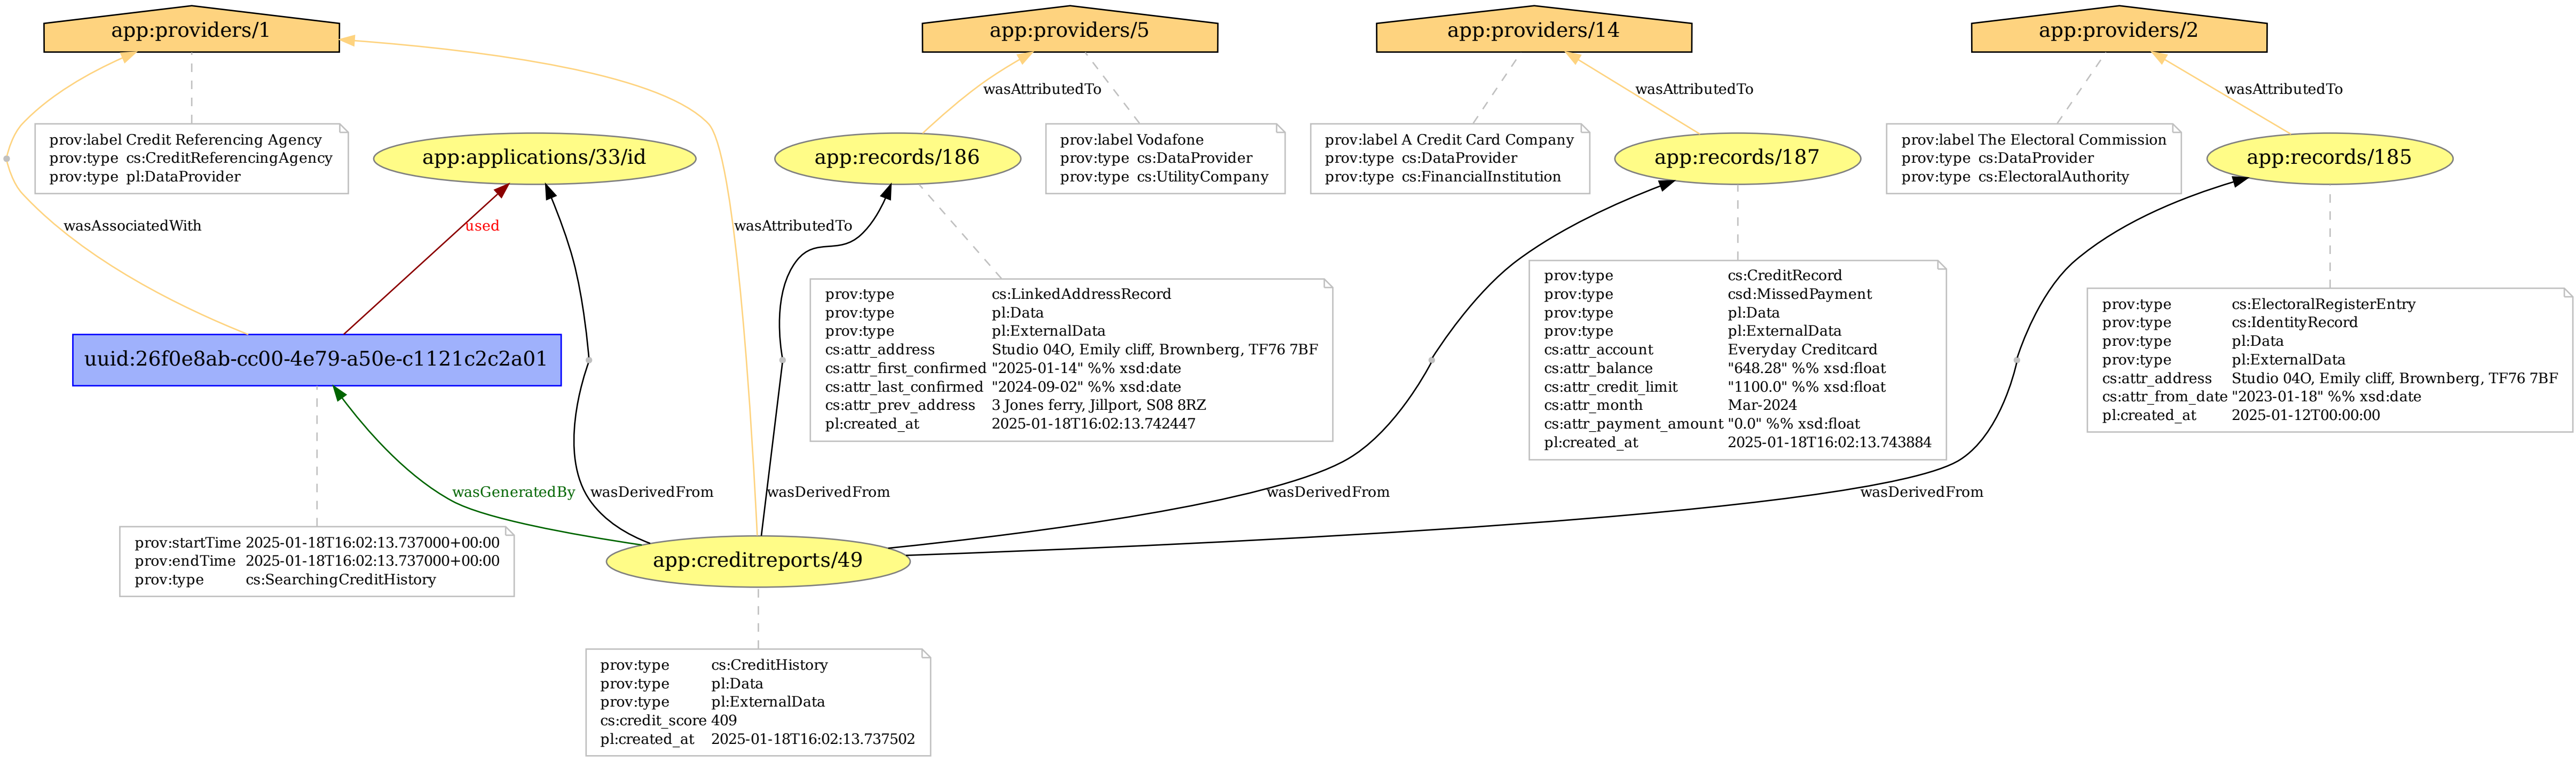 app:providers/1
app:providers/5
app:providers/14
app:providers/2
wasAttributedTo
wasAttributedTo
wasAttributedTo
prov:label Credit Referencing Agency
prov:type cs:CreditReferencingAgency
prov:type pl:DataProvider
app:applications/33/id
app:records/186
prov:label Vodafone
prov:type cs:DataProvider
prov:type cs:UtilityCompany
prov:label A Credit Card Company
prov:type cs:DataProvider
prov:type cs:FinancialInstitution
app:records/187
prov:label The Electoral Commission
prov:type cs:DataProvider
prov:type cs:ElectoralAuthority
app:records/185
wasAssociatedWith
used
wasAttributedTo
prov:type cs:LinkedAddressRecord
prov:type pl:Data
prov:type pl:ExternalData
cs:attr_address Studio 04O, Emily cliff, Brownberg, TF76 7BF
cs:attr_first_confirmed "2025-01-14" %% xsd:date
cs:attr_last_confirmed "2024-09-02" %% xsd:date
cs:attr_prev_address 3 Jones ferry, Jillport, S08 8RZ
pl:created_at 2025-01-18T16:02:13.742447
prov:type cs:CreditRecord
prov:type csd:MissedPayment
prov:type pl:Data
prov:type pl:ExternalData
cs:attr_account Everyday Creditcard
cs:attr_balance "648.28" %% xsd:float
cs:attr_credit_limit "1100.0" %% xsd:float
cs:attr_month Mar-2024
cs:attr_payment_amount "0.0" %% xsd:float
pl:created_at 2025-01-18T16:02:13.743884
prov:type cs:ElectoralRegisterEntry
prov:type cs:IdentityRecord
prov:type pl:Data
prov:type pl:ExternalData
cs:attr_address Studio 04O, Emily cliff, Brownberg, TF76 7BF
cs:attr_from_date "2023-01-18" %% xsd:date
pl:created_at 2025-01-12T00:00:00
uuid:26f0e8ab-cc00-4e79-a50e-c1121c2c2a01
wasGeneratedBy
wasDerivedFrom
wasDerivedFrom
wasDerivedFrom
wasDerivedFrom
prov:startTime 2025-01-18T16:02:13.737000+00:00
prov:endTime 2025-01-18T16:02:13.737000+00:00
prov:type cs:SearchingCreditHistory
app:creditreports/49
prov:type cs:CreditHistory
prov:type pl:Data
prov:type pl:ExternalData
cs:credit_score 409
pl:created_at 2025-01-18T16:02:13.737502